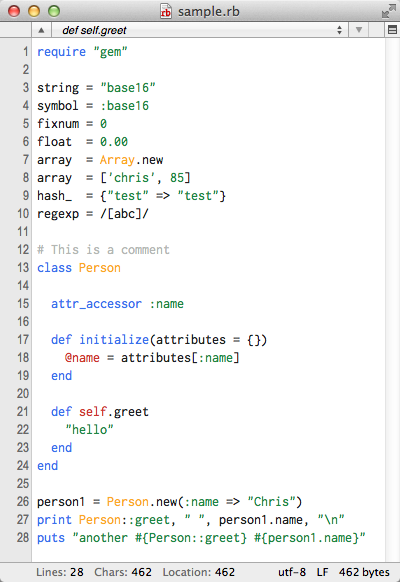 sample.rb
def self.greet
1 require "gem"
2
3 string = "base16"
4 symbol = :base16
5 fixnum = 0
6 float  = 0.00
7 array  = Array.new
8 array  = ['chris', 85]
9 hash_  = {"test" => "test"}
10 regexp = /[abc]/
11
12 # This is a comment
13 class Person
14
15   attr_accessor :name
16
17   def initialize(attributes = {})
18     @name = attributes[:name]
19   end
20
21   def self.greet
22     "hello"
23   end
24 end
25
26 person1 = Person.new(:name => "Chris")
27 print Person::greet, " ", person1.name, "\n"
28 puts "another #{Person::greet} #{person1.name}"
Lines: 28 Chars: 462 Location: 462 utf-8 LF 462 bytes